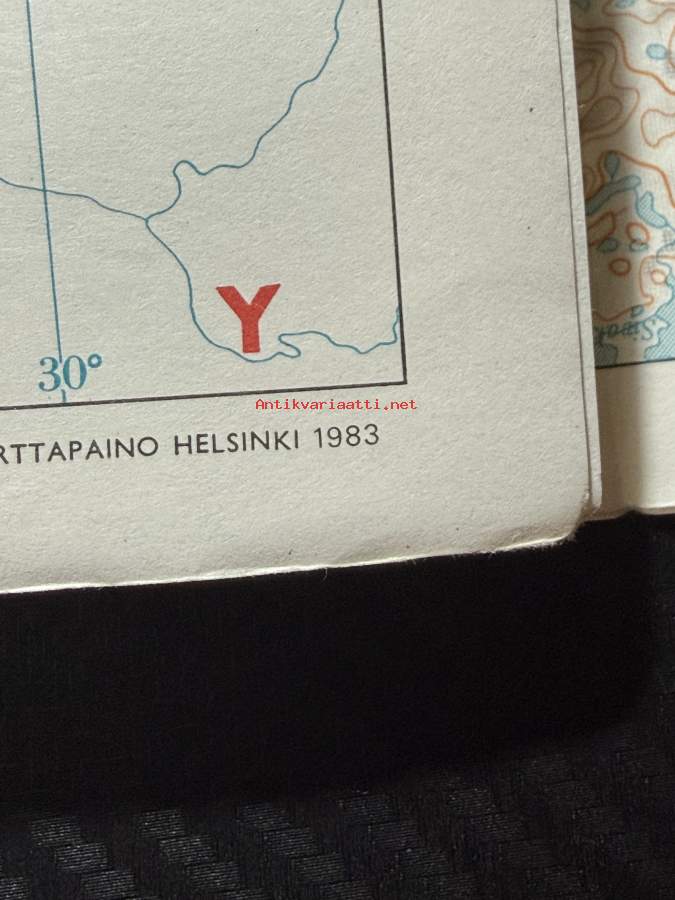 Y
30°
Antikvariaatti.net
RTTAPAINO HELSINKI 1983